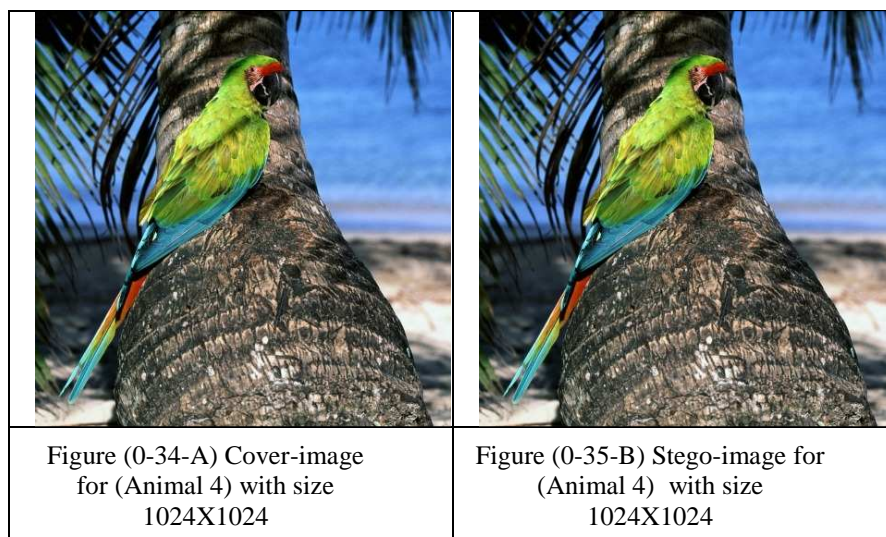 Figure (0-34-A) Cover-image
for (Animal 4) with size
1024X1024
Figure (0-35-B) Stego-image for
(Animal 4) with size
1024X1024